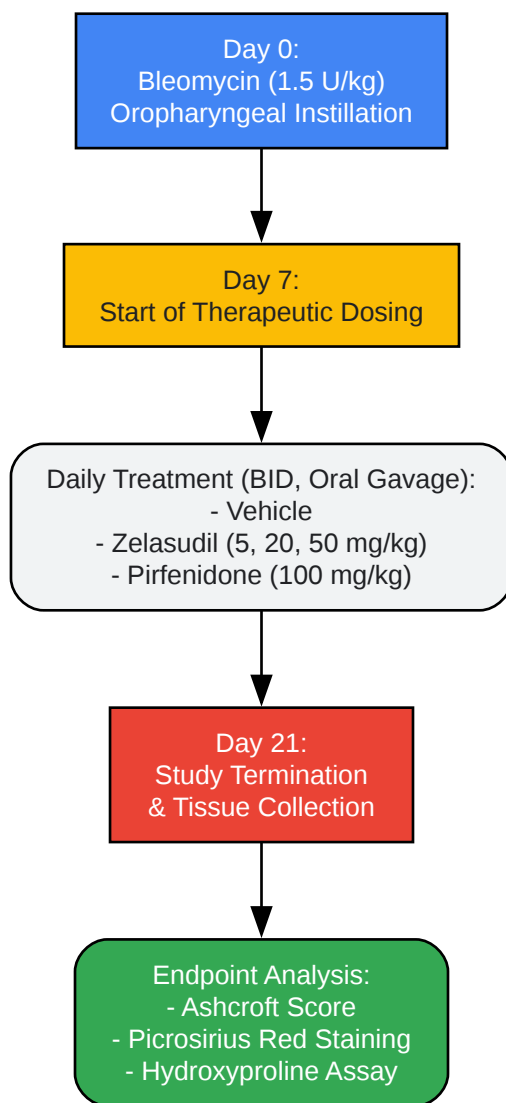 Day 0:
Bleomycin (1.5 U/kg)
Oropharyngeal Instillation
Day 7:
Start of Therapeutic Dosing
Daily Treatment (BID, Oral Gavage):
- Vehicle
- Zelasudil (5, 20, 50 mg/kg)
- Pirfenidone (100 mg/kg)
Day 21:
Study Termination
& Tissue Collection
Endpoint Analysis:
- Ashcroft Score
- Picrosirius Red Staining
- Hydroxyproline Assay